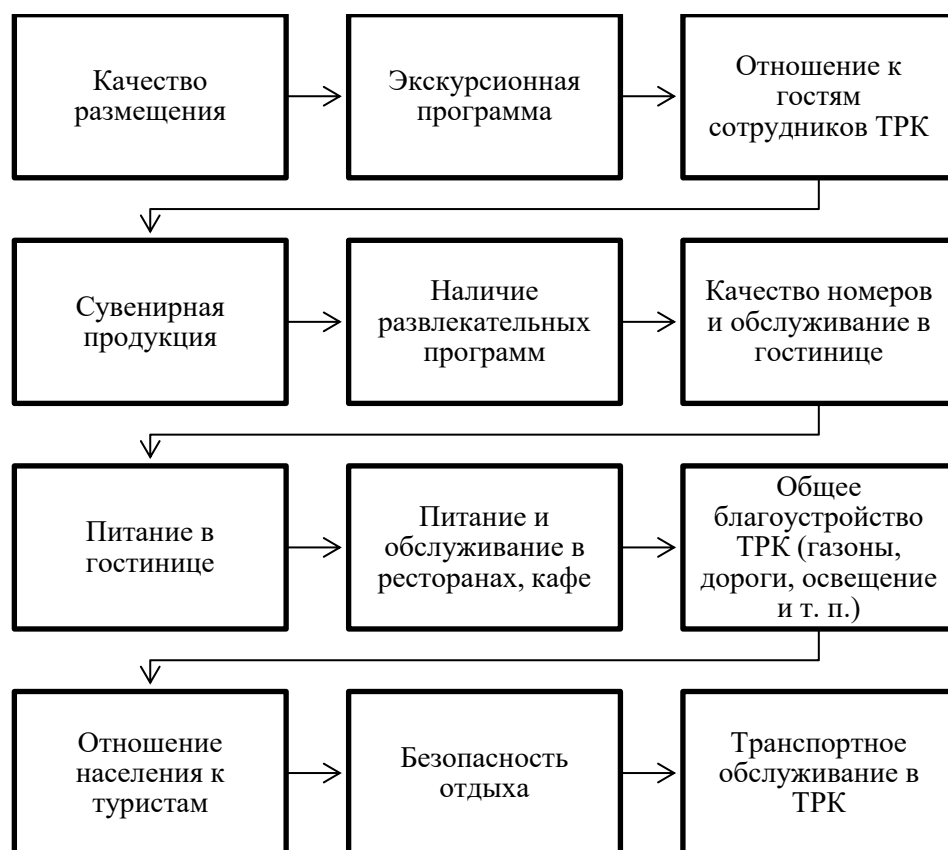 Качество
размещения
Экскурсионная
программа
Отношение к
гостям
сотрудников ТРК
Сувенирная
продукция
Наличие
развлекательных
программ
Качество номеров
и обслуживание в
гостинице
Питание в
гостинице
Питание и
обслуживание в
ресторанах, кафе
Общее
благоустройство
ТРК (газоны,
дороги, освещение
и т. п.)
Отношение
населения к
туристам
Безопасность
отдыха
Транспортное
обслуживание в
ТРК